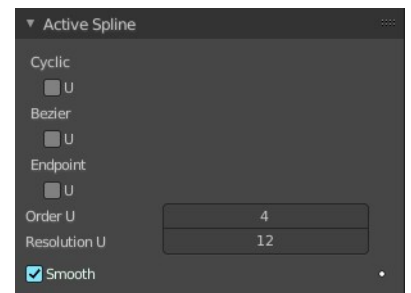 Active Spline
Cyclic
U
Bezier
U
Endpoint
U
Order U 4
Resolution U 12
Smooth